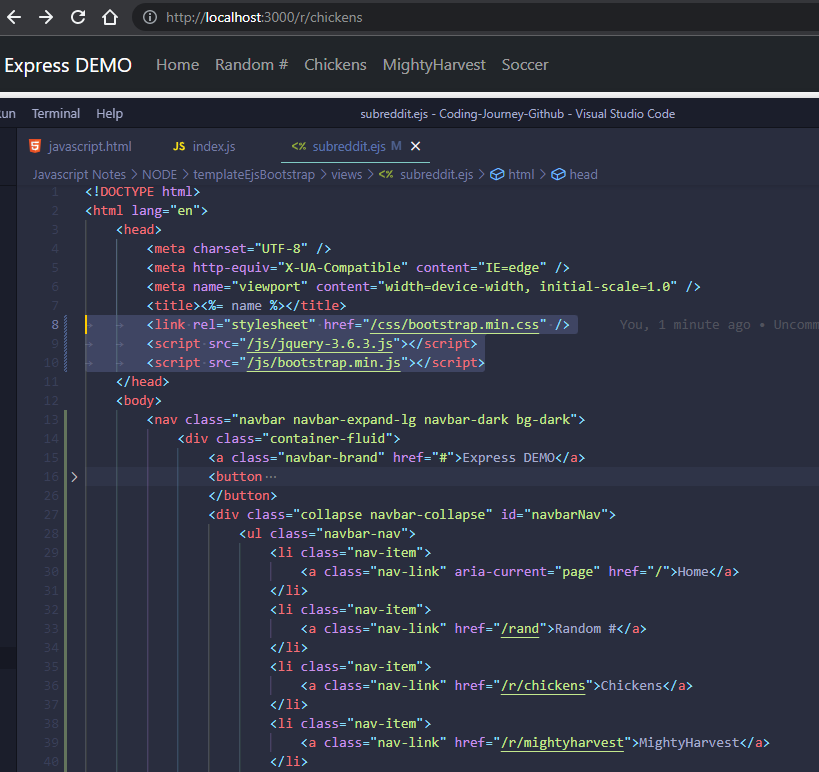 http://localhost:3000/r/chickens
Express DEMO Home Random # Chickens MightyHarvest Soccer
un Terminal Help subreddit.ejs - Coding-Journey-Github - Visual Studio Code
javascript.html JS index.js <% subreddit.ejs M
Javascript Notes > NODE > templateEjsBootstrap > views > <% subreddit.ejs > html > head
1 <!DOCTYPE html>
2 <html lang="en">
3 <head>
4 <meta charset="UTF-8" />
5 <meta http-equiv="X-UA-Compatible" content="IE=edge" />
6 <meta name="viewport" content="width=device-width, initial-scale=1.0" />
7 <title><%= name %></title>
8 <link rel="stylesheet" href="/css/bootstrap.min.css" /> You, 1 minute ago • Uncomm
9 <script src="/js/jquery-3.6.3.js"></script>
10 <script src="/js/bootstrap.min.js"></script>
11 </head>
12 <body>
13 <nav class="navbar navbar-expand-lg navbar-dark bg-dark">
14 <div class="container-fluid">
15 <a class="navbar-brand" href="#">Express DEMO</a>
16 <button ···
26 </button>
27 <div class="collapse navbar-collapse" id="navbarNav">
28 <ul class="navbar-nav">
29 <li class="nav-item">
30 <a class="nav-link" aria-current="page" href="/">Home</a>
31 </li>
32 <li class="nav-item">
33 <a class="nav-link" href="/rand">Random #</a>
34 </li>
35 <li class="nav-item">
36 <a class="nav-link" href="/r/chickens">Chickens</a>
37 </li>
38 <li class="nav-item">
39 <a class="nav-link" href="/r/mightyharvest">MightyHarvest</a>
40 </li>